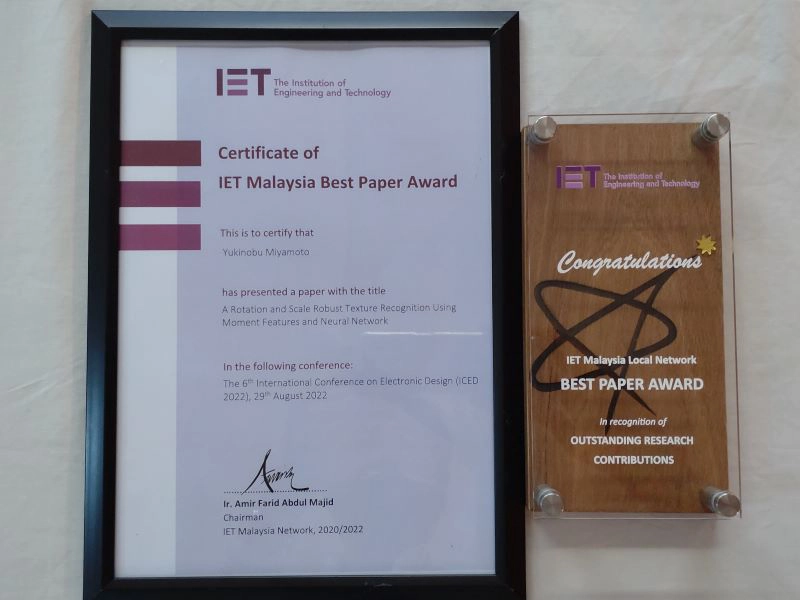 IET The Institution of
Engineering and Technology
Certificate of
IET Malaysia Best Paper Award
This is to certify that
Yukinobu Miyamoto
has presented a paper with the title
A Rotation and Scale Robust Texture Recognition Using
Moment Features and Neural Network
In the following conference:
The 6th International Conference on Electronic Design (ICED
2022), 29th August 2022
Ir. Amir Farid Abdul Majid
Chairman
IET Malaysia Network, 2020/2022
IET The Institution of
Engineering and Technology
Congratulations
IET Malaysia Local Network
BEST PAPER AWARD
in recognition of
OUTSTANDING RESEARCH
CONTRIBUTIONS